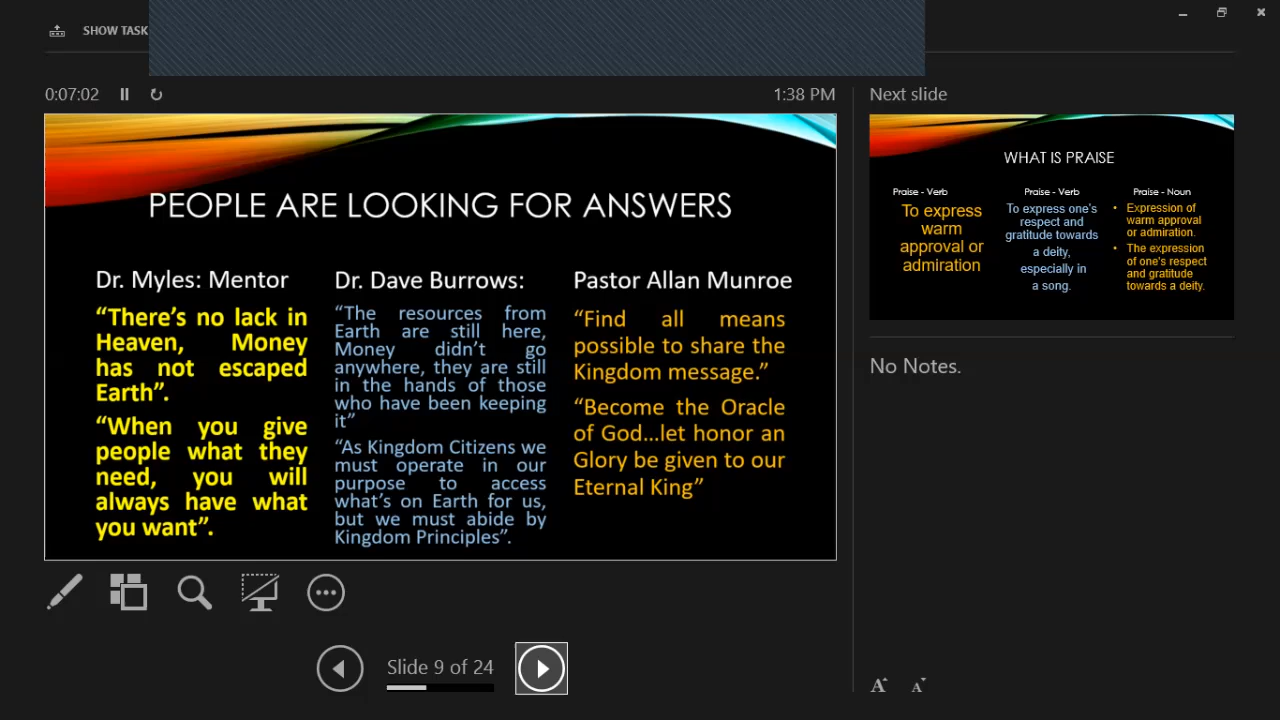 SHOW TASK
0:07:02
1:38 PM
PEOPLE ARE LOOKING FOR ANSWERS
Dr. Myles: Mentor
“There’s no lack in
Heaven, Money
has not escaped
Earth”.
“When you give
people what they
need, you will
always have what
you want”.
Dr. Dave Burrows:
“The resources from
Earth are still here,
Money didn’t go
anywhere, they are still
in the hands of those
who have been keeping
it”
“As Kingdom Citizens we
must operate in our
purpose to access
what’s on Earth for us,
but we must abide by
Kingdom Principles”.
Pastor Allan Munroe
“Find all means
possible to share the
Kingdom message.”
“Become the Oracle
of God...let honor an
Glory be given to our
Eternal King”
Slide 9 of 24
Next slide
WHAT IS PRAISE
Praise - Verb
To express
warm
approval or
admiration
Praise - Verb
To express one’s
respect and
gratitude towards
a deity,
especially in
a song.
Praise - Noun
• Expression of
warm approval
or admiration.
• The expression
of one’s respect
and gratitude
towards a deity.
No Notes.
A A